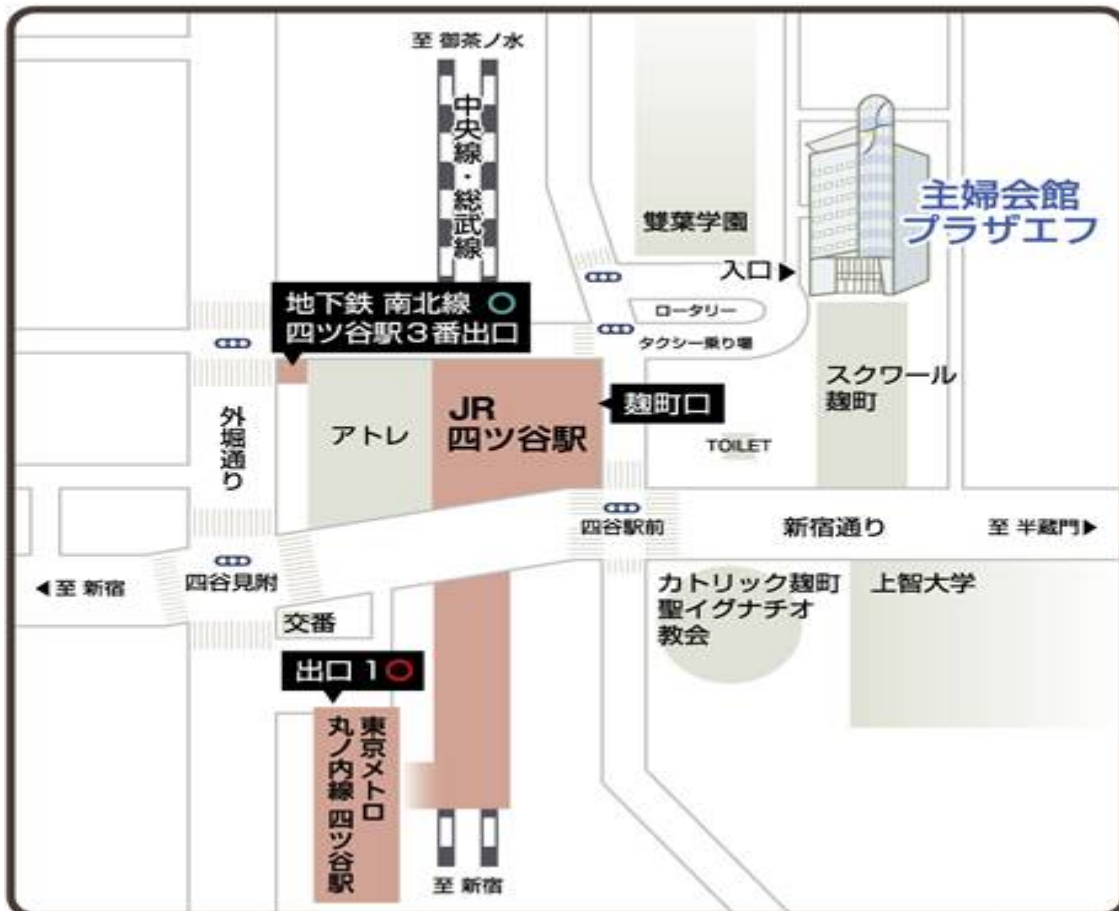 至 御茶ノ水
中央線・総武線
雙葉学園
主婦会館
プラザエフ
入口▶
地下鉄 南北線
四ツ谷駅3番出口
ロータリー
タクシー乗り場
外堀通り
アトレ
JR
四ツ谷駅
麹町口
スクワール
麹町
TOILET
四谷駅前
新宿通り
至 半蔵門▶
◀至 新宿
四谷見附
交番
カトリック麹町
聖イグナチオ
教会
上智大学
出口 1
東京メトロ
丸ノ内線 四ツ谷駅
至 新宿